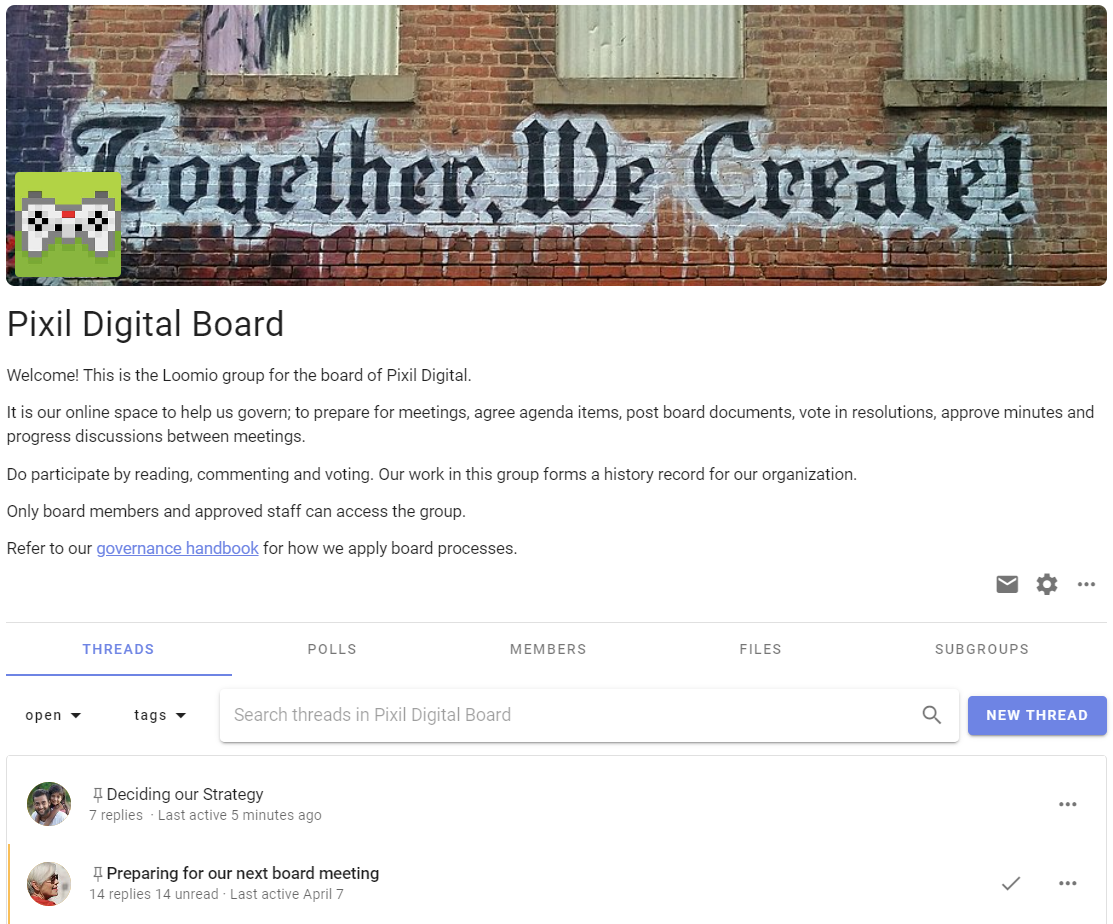 Together, We Create!
Pixil Digital Board
Welcome! This is the Loomio group for the board of Pixil Digital.
It is our online space to help us govern; to prepare for meetings, agree agenda items, post board documents, vote in resolutions, approve minutes and
progress discussions between meetings.
Do participate by reading, commenting and voting. Our work in this group forms a history record for our organization.
Only board members and approved staff can access the group.
Refer to our governance handbook for how we apply board processes.
THREADS POLLS MEMBERS FILES SUBGROUPS
open tags Search threads in Pixil Digital Board NEW THREAD
Deciding our Strategy
7 replies · Last active 5 minutes ago
Preparing for our next board meeting
14 replies 14 unread · Last active April 7